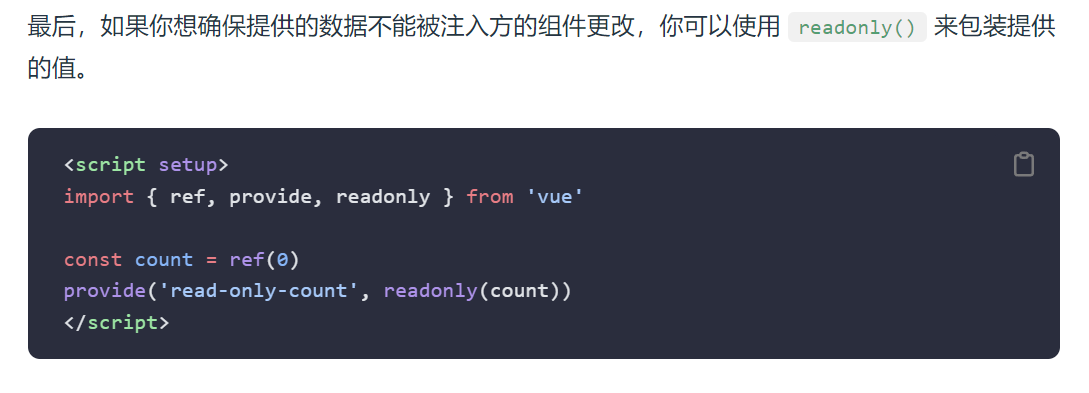 最后，如果你想确保提供的数据不能被注入方的组件更改，你可以使用 readonly() 来包装提供
的值。
<script setup>
import { ref, provide, readonly } from 'vue'
const count = ref(0)
provide('read-only-count', readonly(count))
</script>